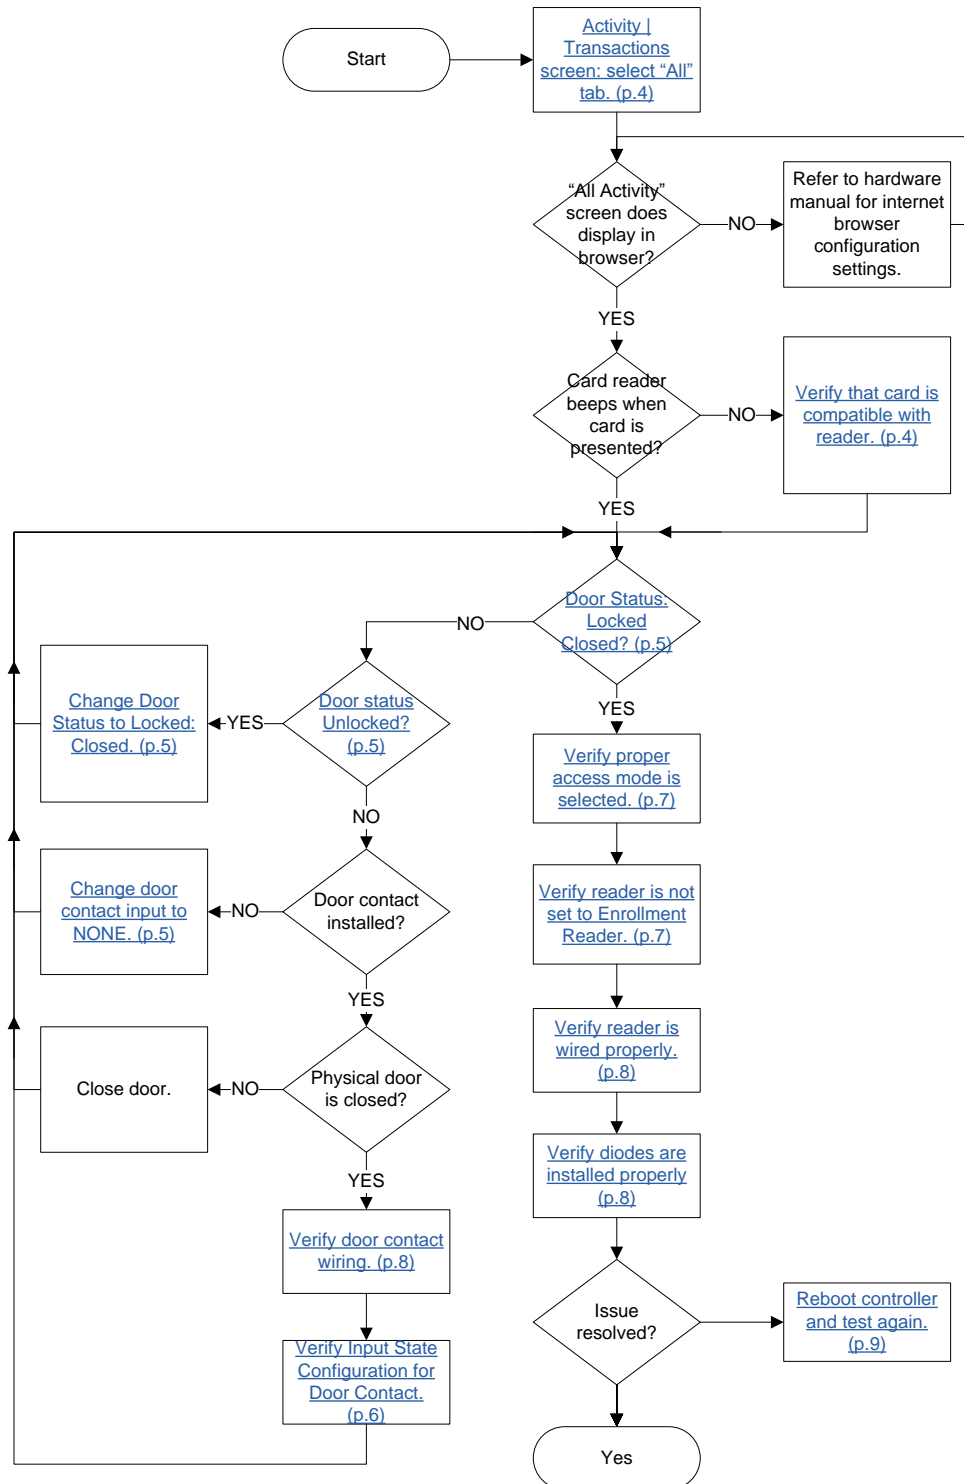 Start
Activity |
Transactions
screen: select “All”
tab. (p.4)
“All Activity”
screen does
display in
browser?
NO
Refer to hardware
manual for internet
browser
configuration
settings.
YES
Card reader
beeps when
card is
presented?
NO
Verify that card is
compatible with
reader. (p.4)
YES
Door Status:
Locked
Closed? (p.5)
NO
Door status
Unlocked?
(p.5)
YES
Change Door
Status to Locked:
Closed. (p.5)
YES
Verify proper
access mode is
selected. (p.7)
NO
Door contact
installed?
NO
Change door
contact input to
NONE. (p.5)
Verify reader is not
set to Enrollment
Reader. (p.7)
YES
Physical door
is closed?
NO
Close door.
Verify reader is
wired properly.
(p.8)
Verify diodes are
installed properly
(p.8)
YES
Verify door contact
wiring. (p.8)
Issue
resolved?
Reboot controller
and test again.
(p.9)
Verify Input State
Configuration for
Door Contact.
(p.6)
Yes